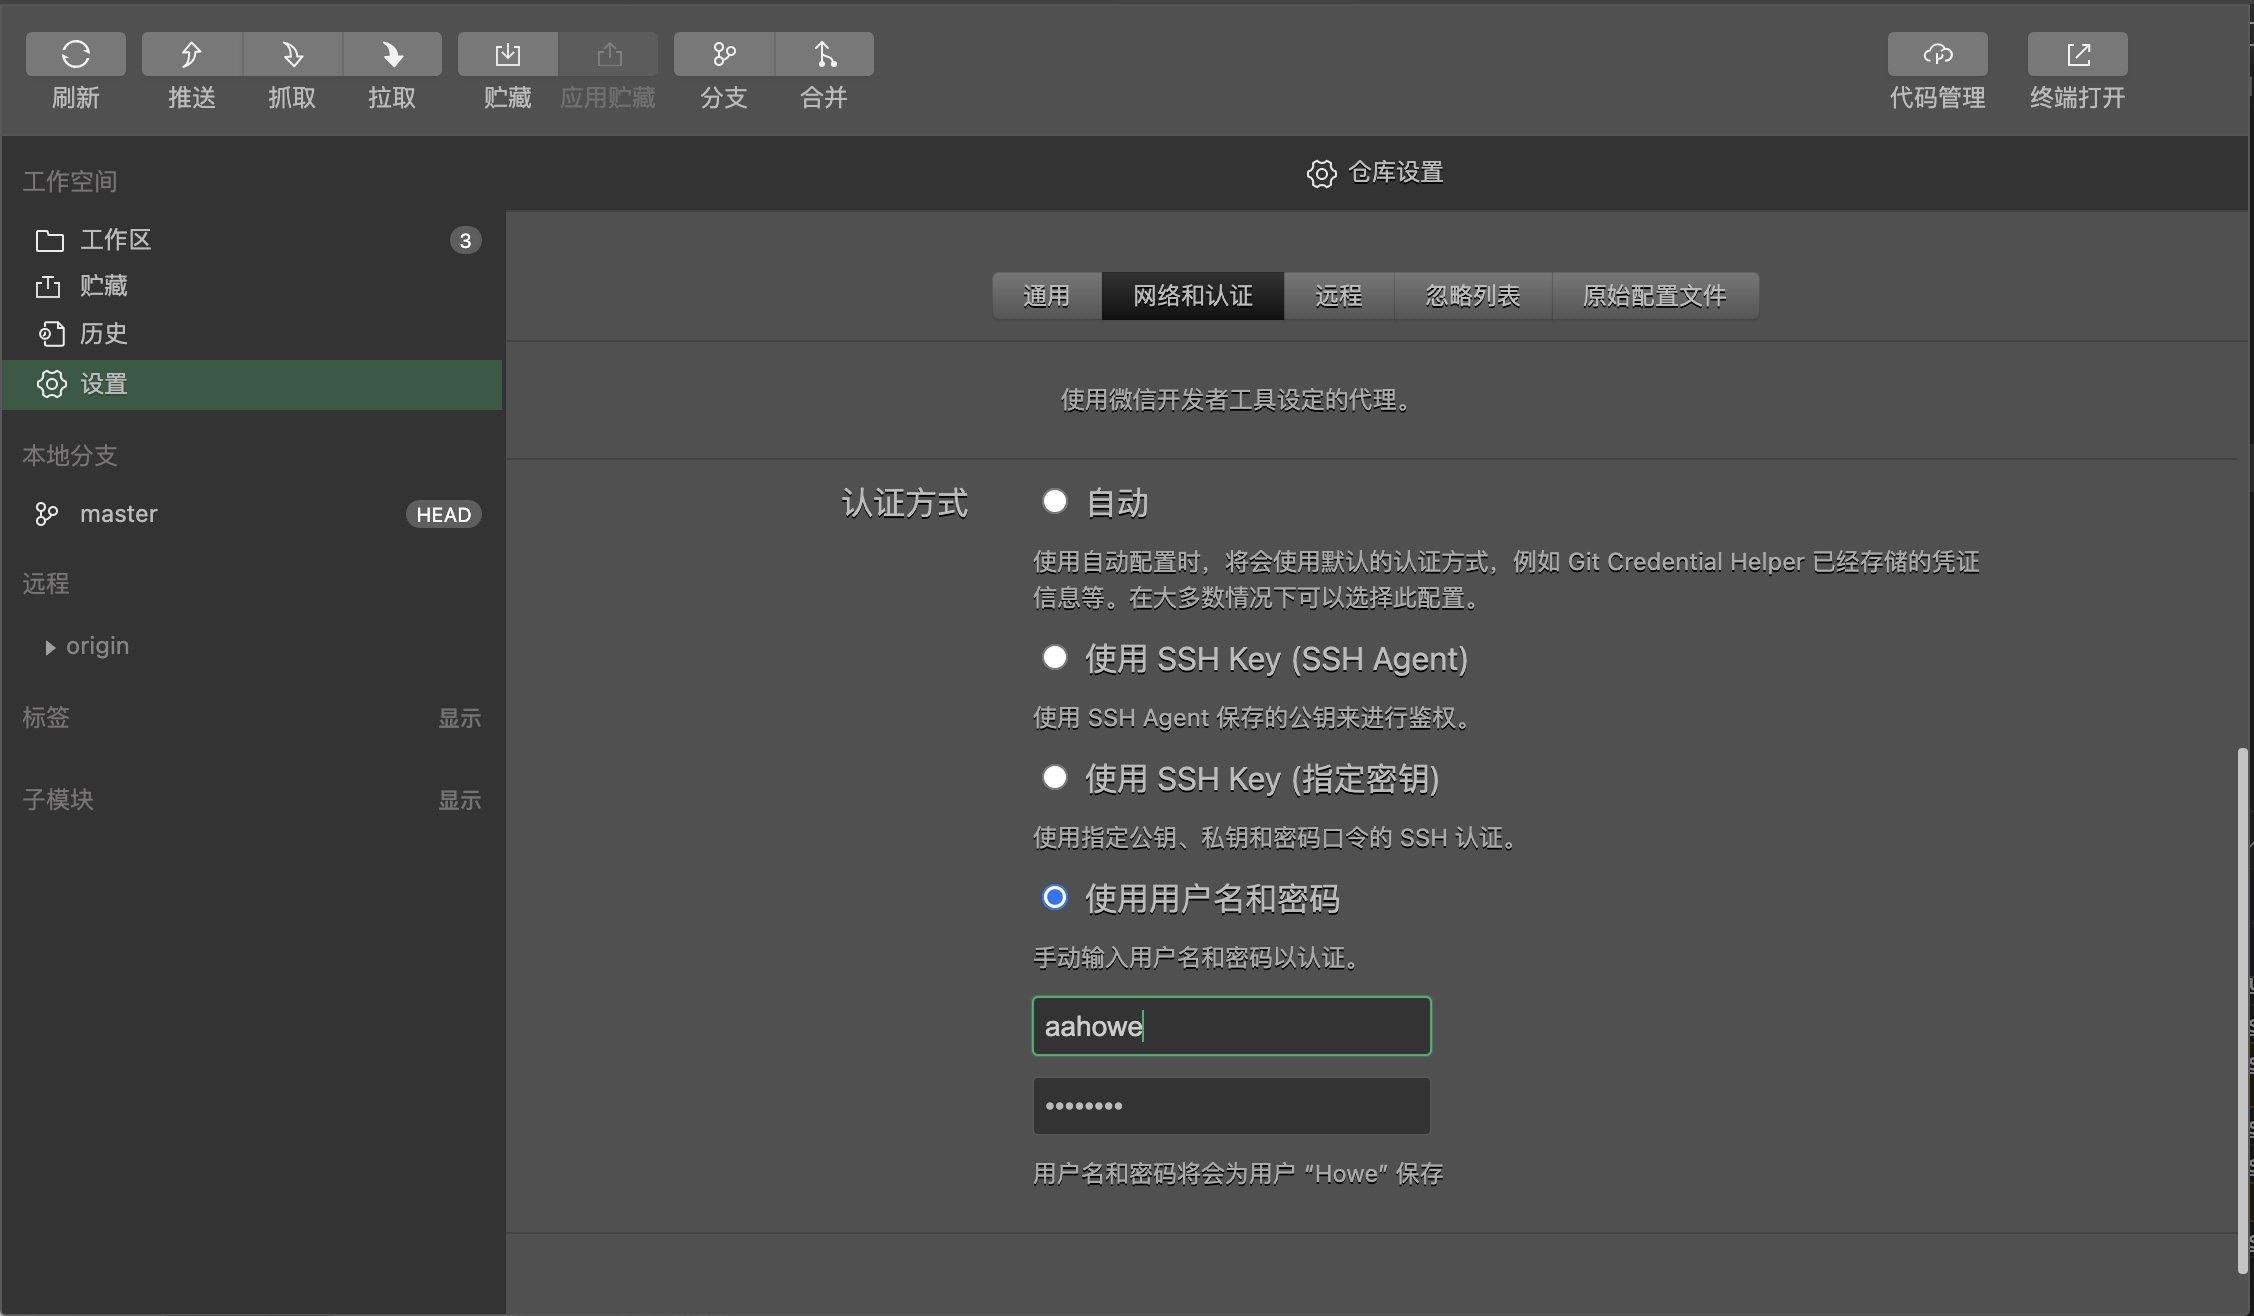 刷新
推送
抓取
拉取
贮藏
应用贮藏
分支
合并
代码管理
终端打开
工作空间
工作区
3
贮藏
历史
设置
本地分支
master
HEAD
远程
origin
标签
显示
子模块
显示
仓库设置
通用
网络和认证
远程
忽略列表
原始配置文件
使用微信开发者工具设定的代理。
认证方式
自动
使用自动配置时，将会使用默认的认证方式，例如 Git Credential Helper 已经存储的凭证
信息等。在大多数情况下可以选择此配置。
使用 SSH Key (SSH Agent)
使用 SSH Agent 保存的公钥来进行鉴权。
使用 SSH Key (指定密钥)
使用指定公钥、私钥和密码口令的 SSH 认证。
使用用户名和密码
手动输入用户名和密码以认证。
aahowe
••••••••
用户名和密码将会为用户 “Howe” 保存